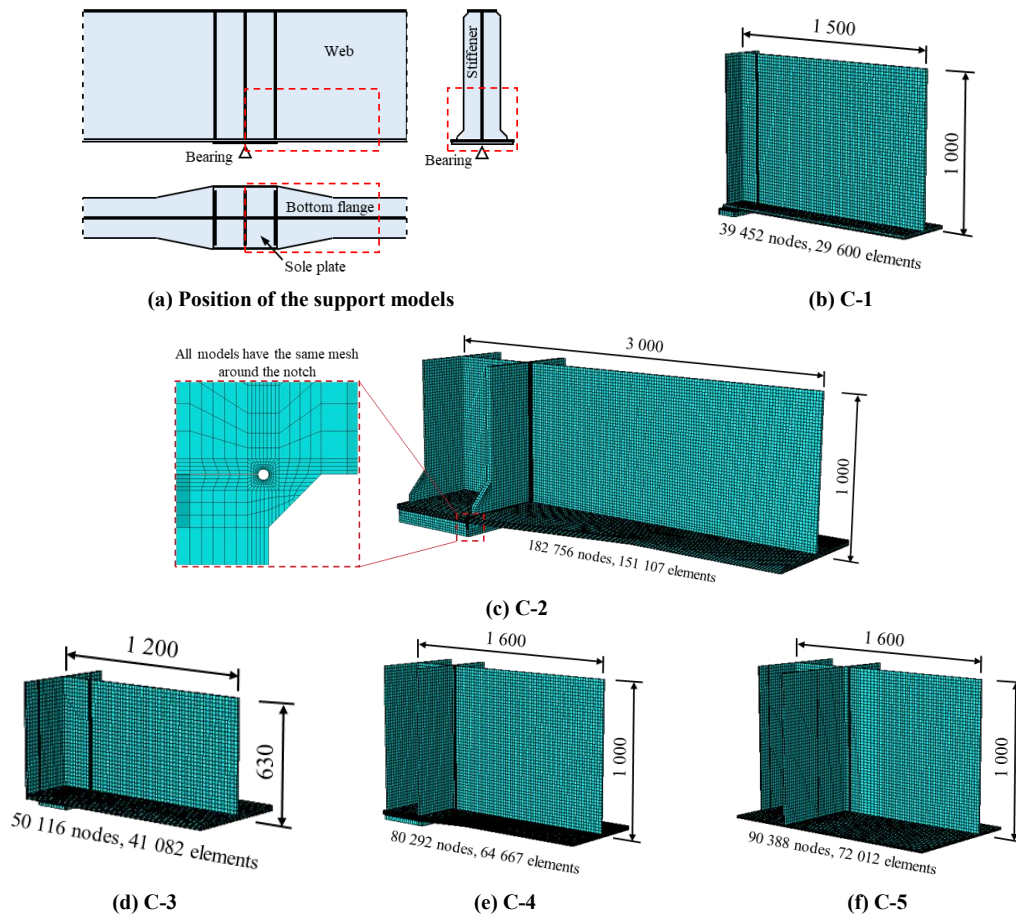 Web
Stiffener
Bearing
Bearing
Bottom flange
Sole plate
(a) Position of the support models
1 500
1 000
39 452 nodes, 29 600 elements
(b) C-1
All models have the same mesh
around the notch
3 000
1 000
182 756 nodes, 151 107 elements
(c) C-2
1 200
630
50 116 nodes, 41 082 elements
(d) C-3
1 600
1 000
80 292 nodes, 64 667 elements
(e) C-4
1 600
1 000
90 388 nodes, 72 012 elements
(f) C-5